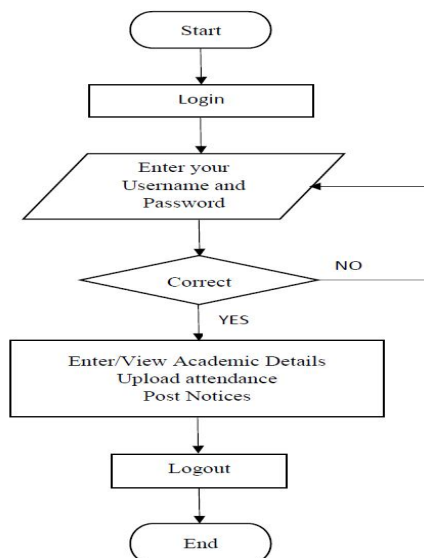 Start
Login
Enter your
Username and
Password
Correct
NO
YES
Enter/View Academic Details
Upload attendance
Post Notices
Logout
End